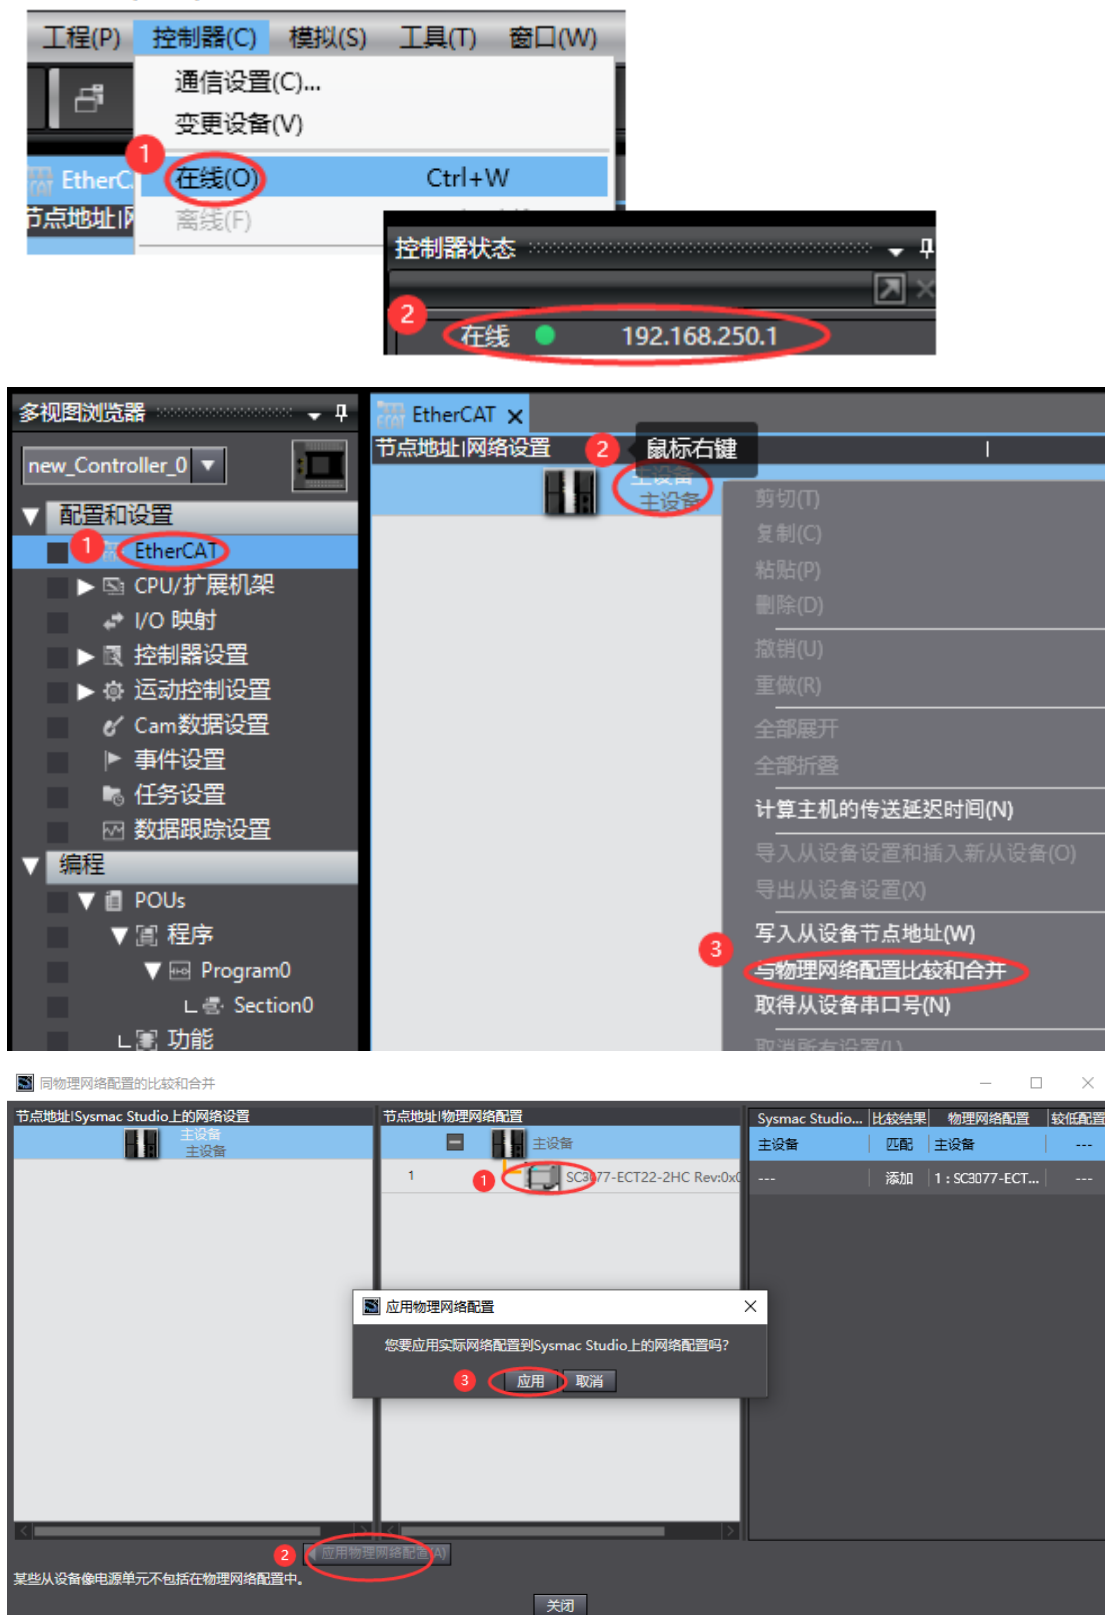 工程(P) 控制器(C) 模拟(S) 工具(T) 窗口(W)
通信设置(C)...
变更设备(V)
1
在线(O) Ctrl+W
EtherC
节点地址
离线(F)
控制器状态
2
在线 192.168.250.1
多视图浏览器
new_Controller_0
配置和设置
1 EtherCAT
CPU/扩展机架
I/O 映射
控制器设置
运动控制设置
Cam数据设置
事件设置
任务设置
数据跟踪设置
编程
POUs
程序
Program0
Section0
功能
EtherCAT
节点地址|网络设置 2 鼠标右键
主设备
主设备
剪切(T)
复制(C)
粘贴(P)
删除(D)
撤销(U)
重做(R)
全部展开
全部折叠
计算主机的传送延迟时间(N)
导入从设备设置和插入新从设备(O)
导出从设备设置(X)
写入从设备节点地址(W)
3
与物理网络配置比较和合并
取得从设备串口号(N)
取消所有设置(L)
同物理网络配置的比较和合并
节点地址|Sysmac Studio上的网络设置
主设备
主设备
节点地址|物理网络配置
主设备
1 1 SC3077-ECT22-2HC Rev:0x
Sysmac Studio... 比较结果 物理网络配置 较低配置
主设备 匹配 主设备 ---
--- 添加 1 : SC3077-ECT... ---
应用物理网络配置
您要应用实际网络配置到Sysmac Studio上的网络配置吗?
3 应用 取消
2 应用物理网络配置(A)
某些从设备像电源单元不包括在物理网络配置中。
关闭